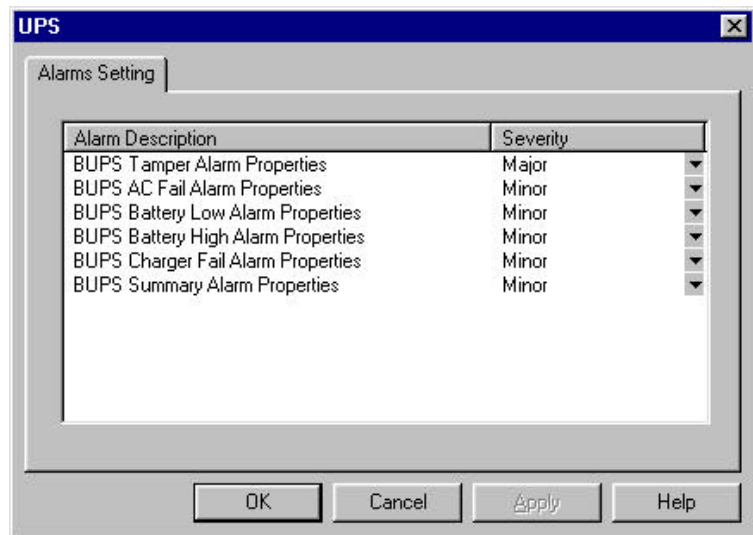 UPS
Alarms Setting
Alarm Description Severity
BUPS Tamper Alarm Properties Major
BUPS AC Fail Alarm Properties Minor
BUPS Battery Low Alarm Properties Minor
BUPS Battery High Alarm Properties Minor
BUPS Charger Fail Alarm Properties Minor
BUPS Summary Alarm Properties Minor
OK Cancel Apply Help